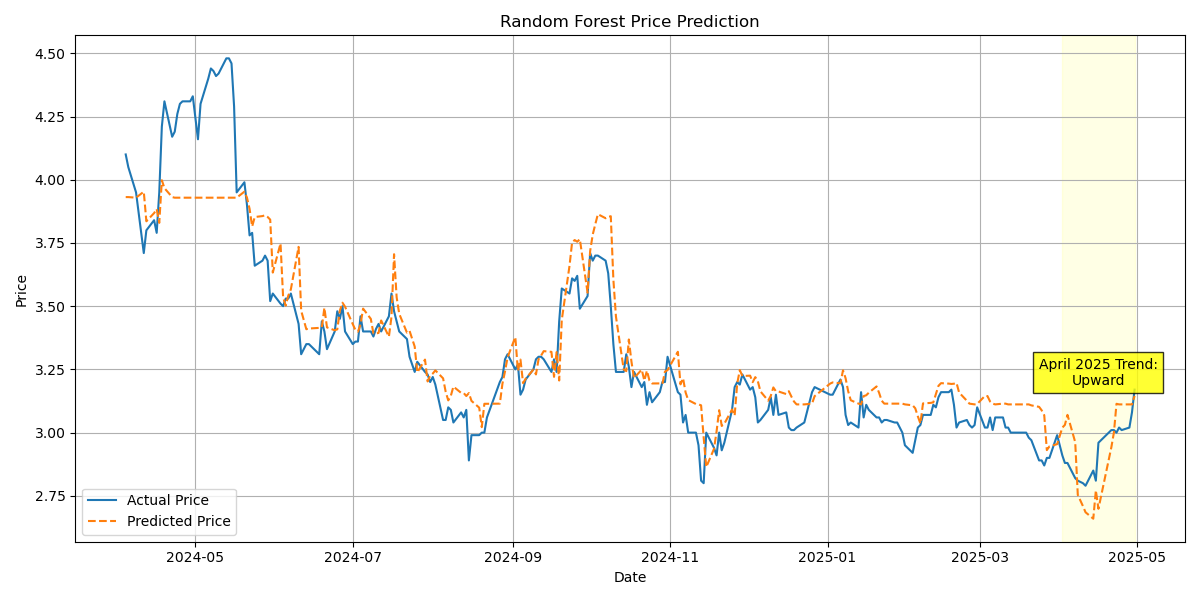 Random Forest Price Prediction
Price
4.50
4.25
4.00
3.75
3.50
3.25
3.00
2.75
April 2025 Trend:
Upward
Actual Price
Predicted Price
2024-05
2024-07
2024-09
2024-11
2025-01
2025-03
2025-05
Date